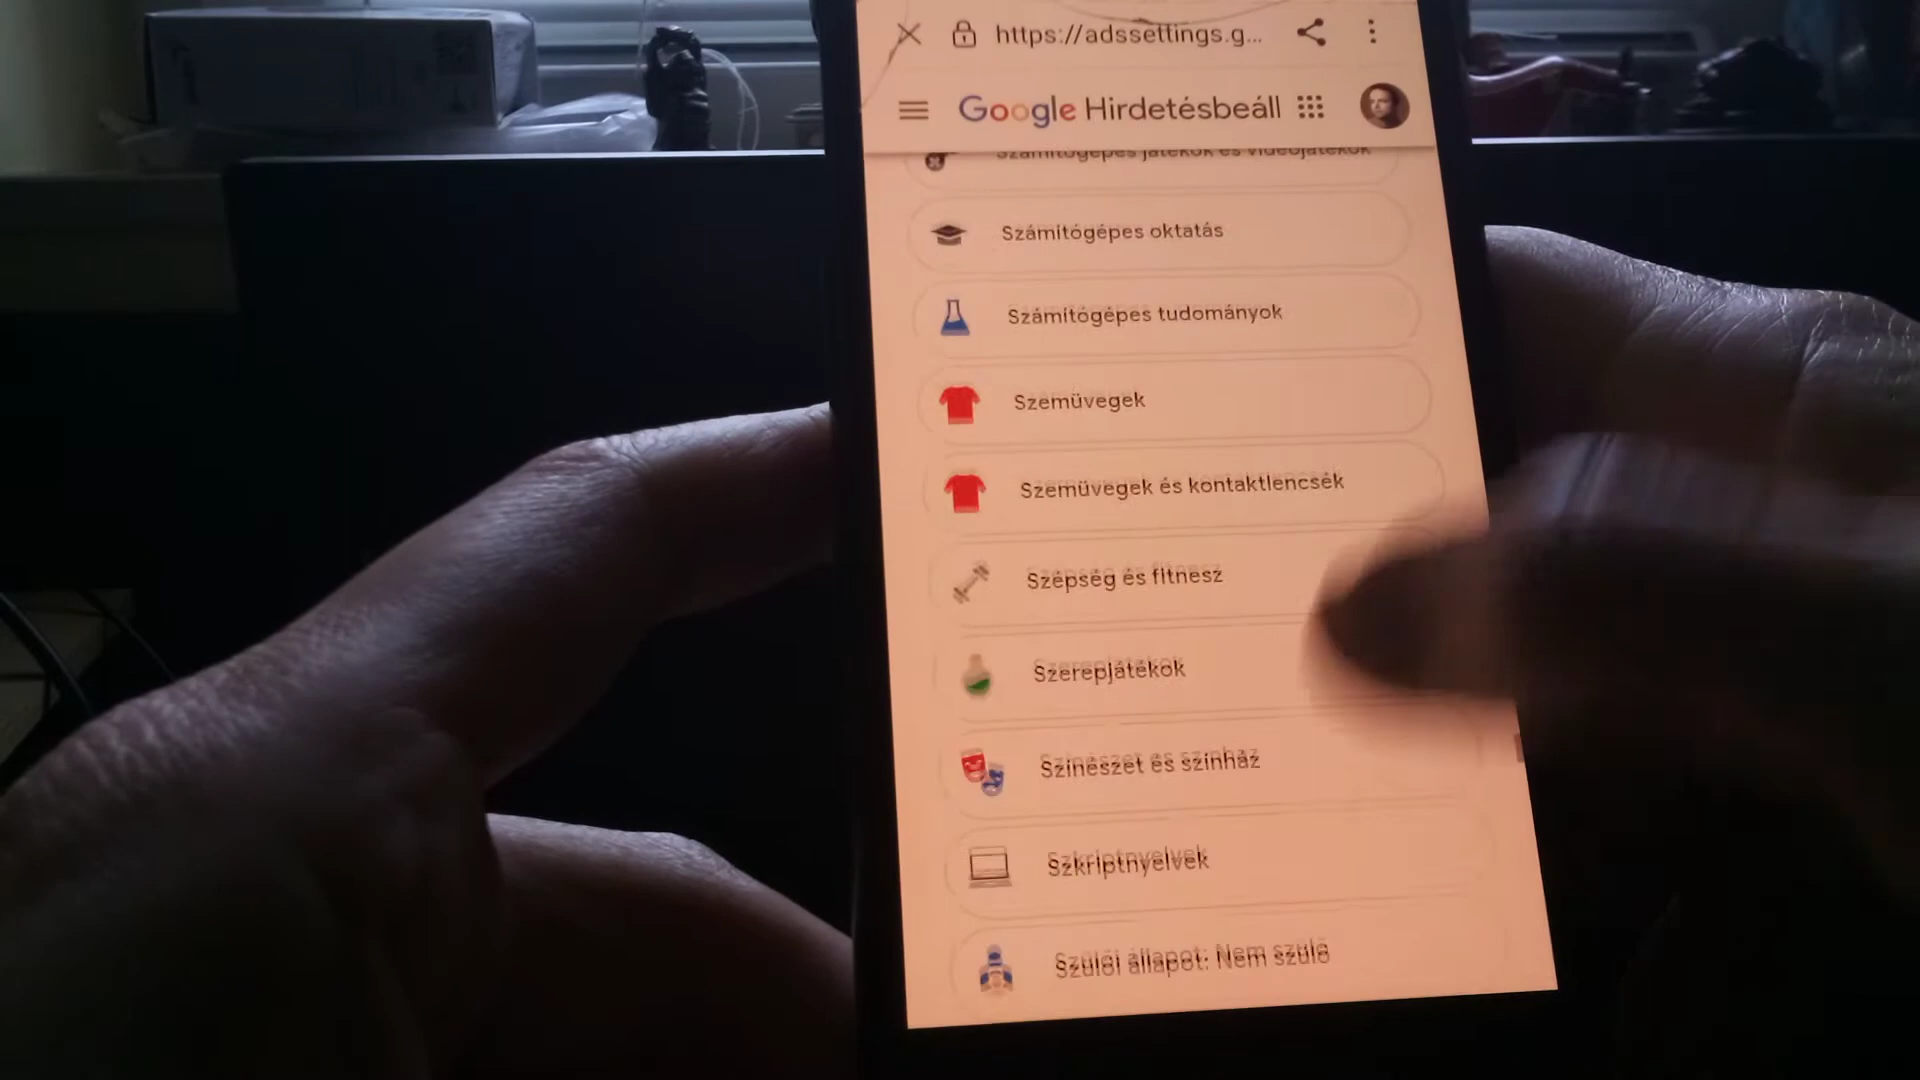 https://adssettings.g...
Google Hirdetésbeáll
Számítógépes játékok és videojátékok
Számítógépes oktatás
Számítógépes tudományok
Szemüvegek
Szemüvegek és kontaktlencsék
Szépség és fitnesz
Szerepjátékok
Színészet és színház
Szkriptnyelvek
Szülői állapot: Nem szülő